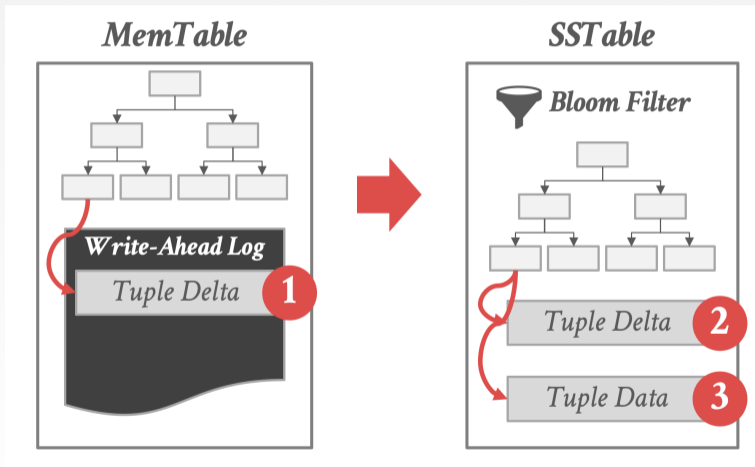 MemTable
SSTable
Bloom Filter
Write-Ahead Log
Tuple Delta 1
Tuple Delta 2
Tuple Data 3